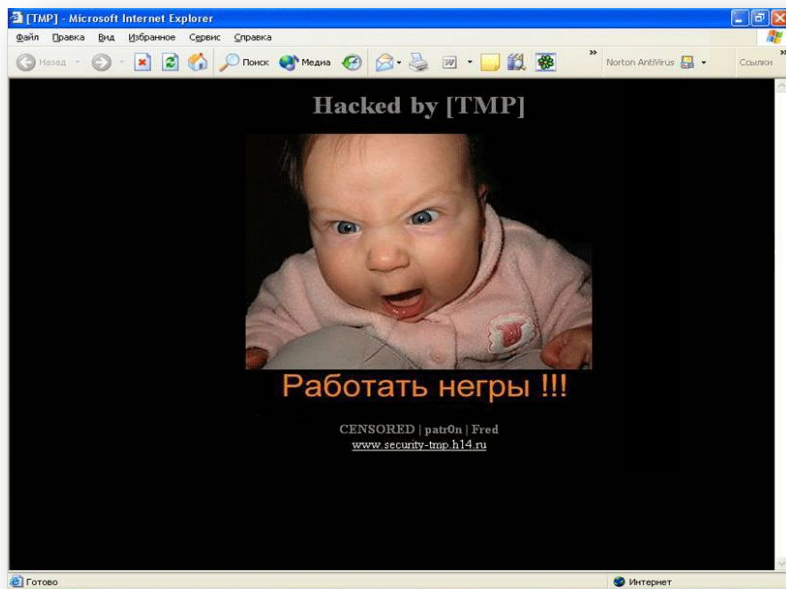 [TMP] - Microsoft Internet Explorer
Файл Правка Вид Избранное Сервис Справка
Назад Поиск Медиа » Norton AntiVirus Ссылки »
Hacked by [TMP]
Работать негры !!!
CENSORED | patr0n | Fred
www.security-tmp.h14.ru
Готово Интернет